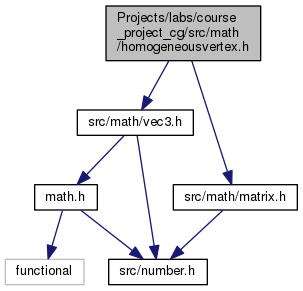 Projects/labs/course
_project_cg/src/math
/homogeneousvertex.h
src/math/vec3.h
math.h
src/math/matrix.h
functional
src/number.h